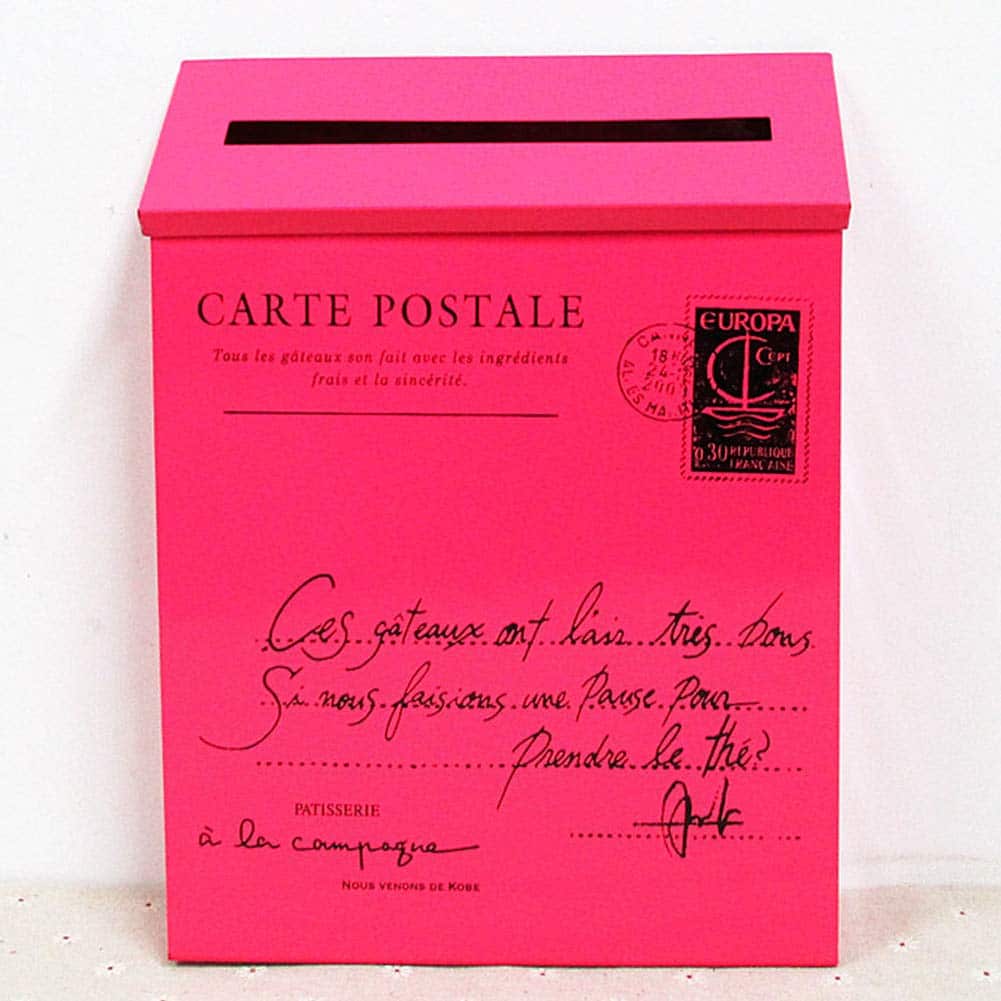 CARTE POSTALE
Tous les gâteaux son fait avec les ingrédients
frais et la sincérité.
EUROPA
CEPT
0.30 REPUBLIQUE
FRANCAISE
18H
Ces gâteaux ont l'air très bons
Si nous faisions une Pause Pour
Prendre le thé?
PATISSERIE
à la campagne
NOUS VENONS DE KOBE